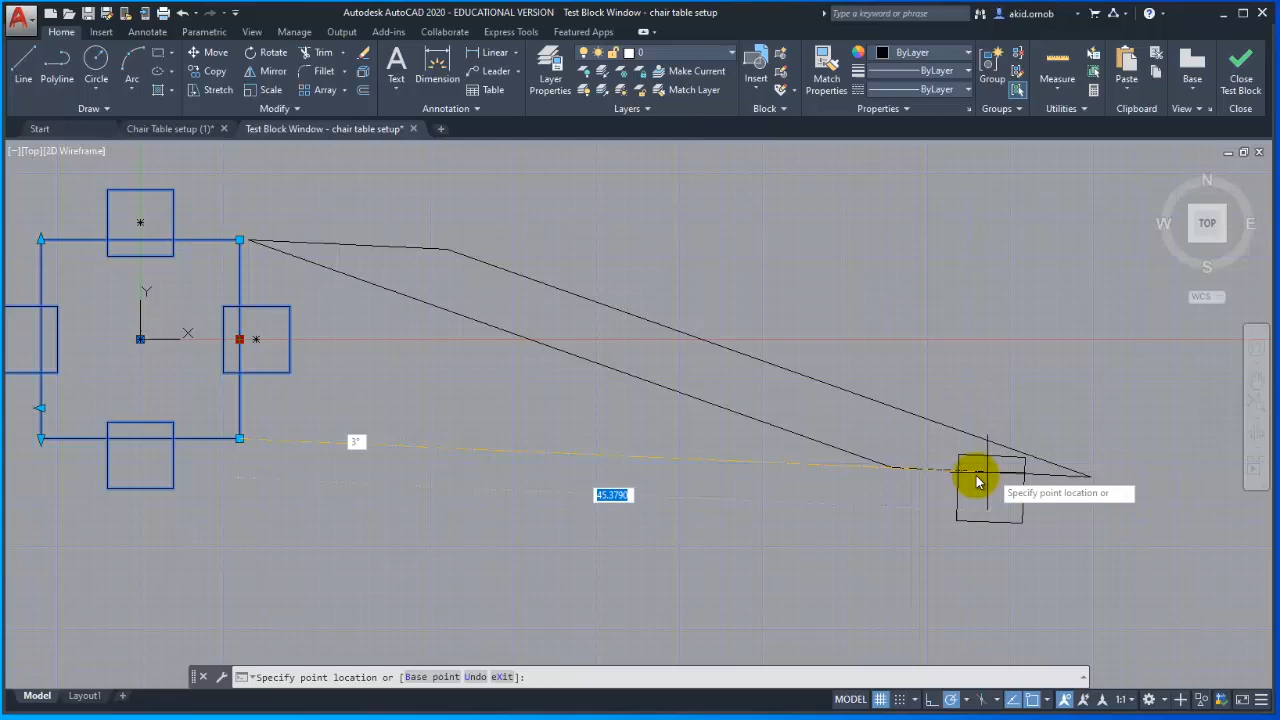 Autodesk AutoCAD 2020 - EDUCATIONAL VERSION Test Block Window - chair table setup
Type a keyword or phrase
akid.ornob
Home Insert Annotate Parametric View Manage Output Add-ins Collaborate Express Tools Featured Apps
Line Polyline Circle Arc
Move Rotate Trim
Copy Mirror Fillet
Stretch Scale Array
Text Dimension
Linear
Leader
Table
Layer Properties
0
Make Current
Match Layer
Insert
Match Properties
ByLayer
ByLayer
ByLayer
Group
Measure
Paste
Base
Close Test Block
Draw Modify Annotation Layers Block Properties Groups Utilities Clipboard View Close
Start Chair Table setup (1)* Test Block Window - chair table setup*
[−][Top][2D Wireframe]
N
W TOP E
S
WCS
Y
X
3°
45.3790
Specify point location or
Specify point location or [Base point Undo eXit]:
Model Layout1
MODEL
1:1